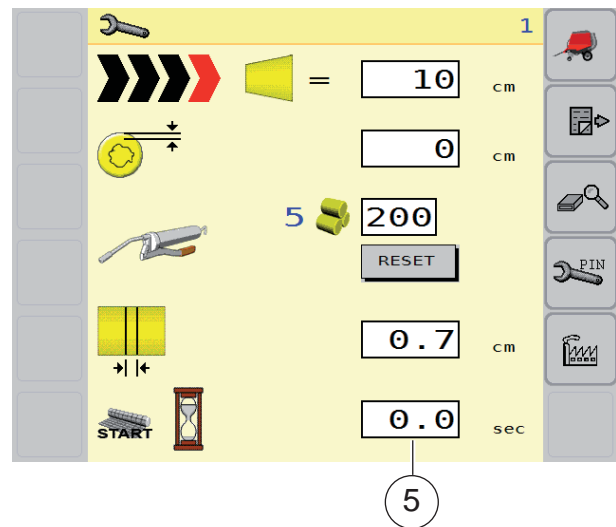 1
= 10 cm
0 cm
5 200
RESET
PIN
0.7 cm
START 0.0 sec
5